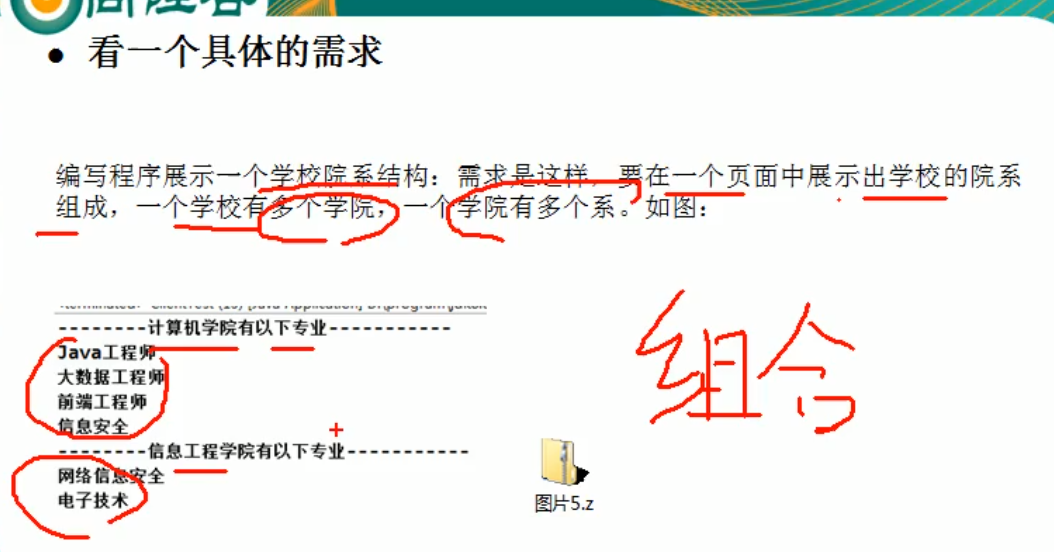 ● 看一个具体的需求
编写程序展示一个学校院系结构：需求是这样，要在一个页面中展示出学校的院系
组成，一个学校有多个学院，一个学院有多个系。如图：
--------计算机学院有以下专业-----------
Java工程师
大数据工程师
前端工程师
信息安全
--------信息工程学院有以下专业-----------
网络信息安全
电子技术
组合
图片5.z